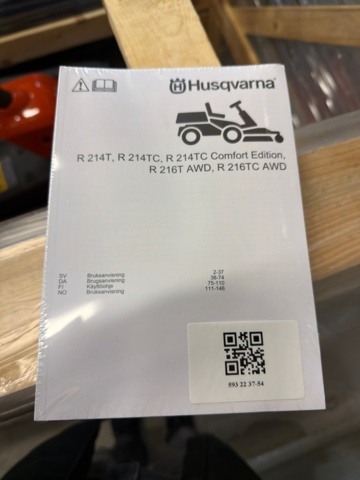 Husqvarna
R 214T, R 214TC, R 214TC Comfort Edition,
R 216T AWD, R 216TC AWD
SV Bruksanvisning 2-37
DA Brugsanvisning 38-74
FI Käyttöohje 75-110
NO Bruksanvisning 111-146
593 22 37-54